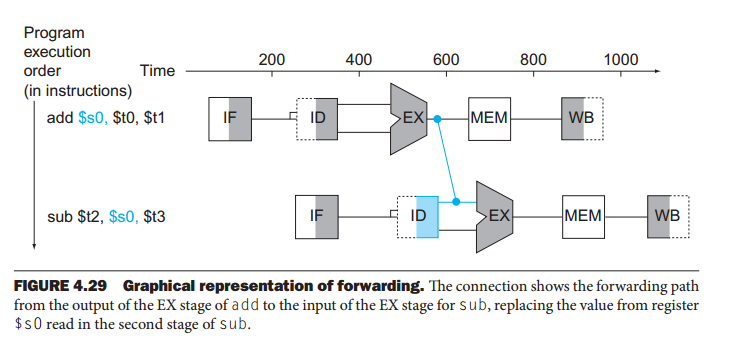 Program
execution
order
(in instructions)
Time
200 400 600 800 1000
add $s0, $t0, $t1
IF ID EX MEM WB
sub $t2, $s0, $t3
IF ID EX MEM WB
FIGURE 4.29 Graphical representation of forwarding. The connection shows the forwarding path
from the output of the EX stage of add to the input of the EX stage for sub, replacing the value from register
$s0 read in the second stage of sub.